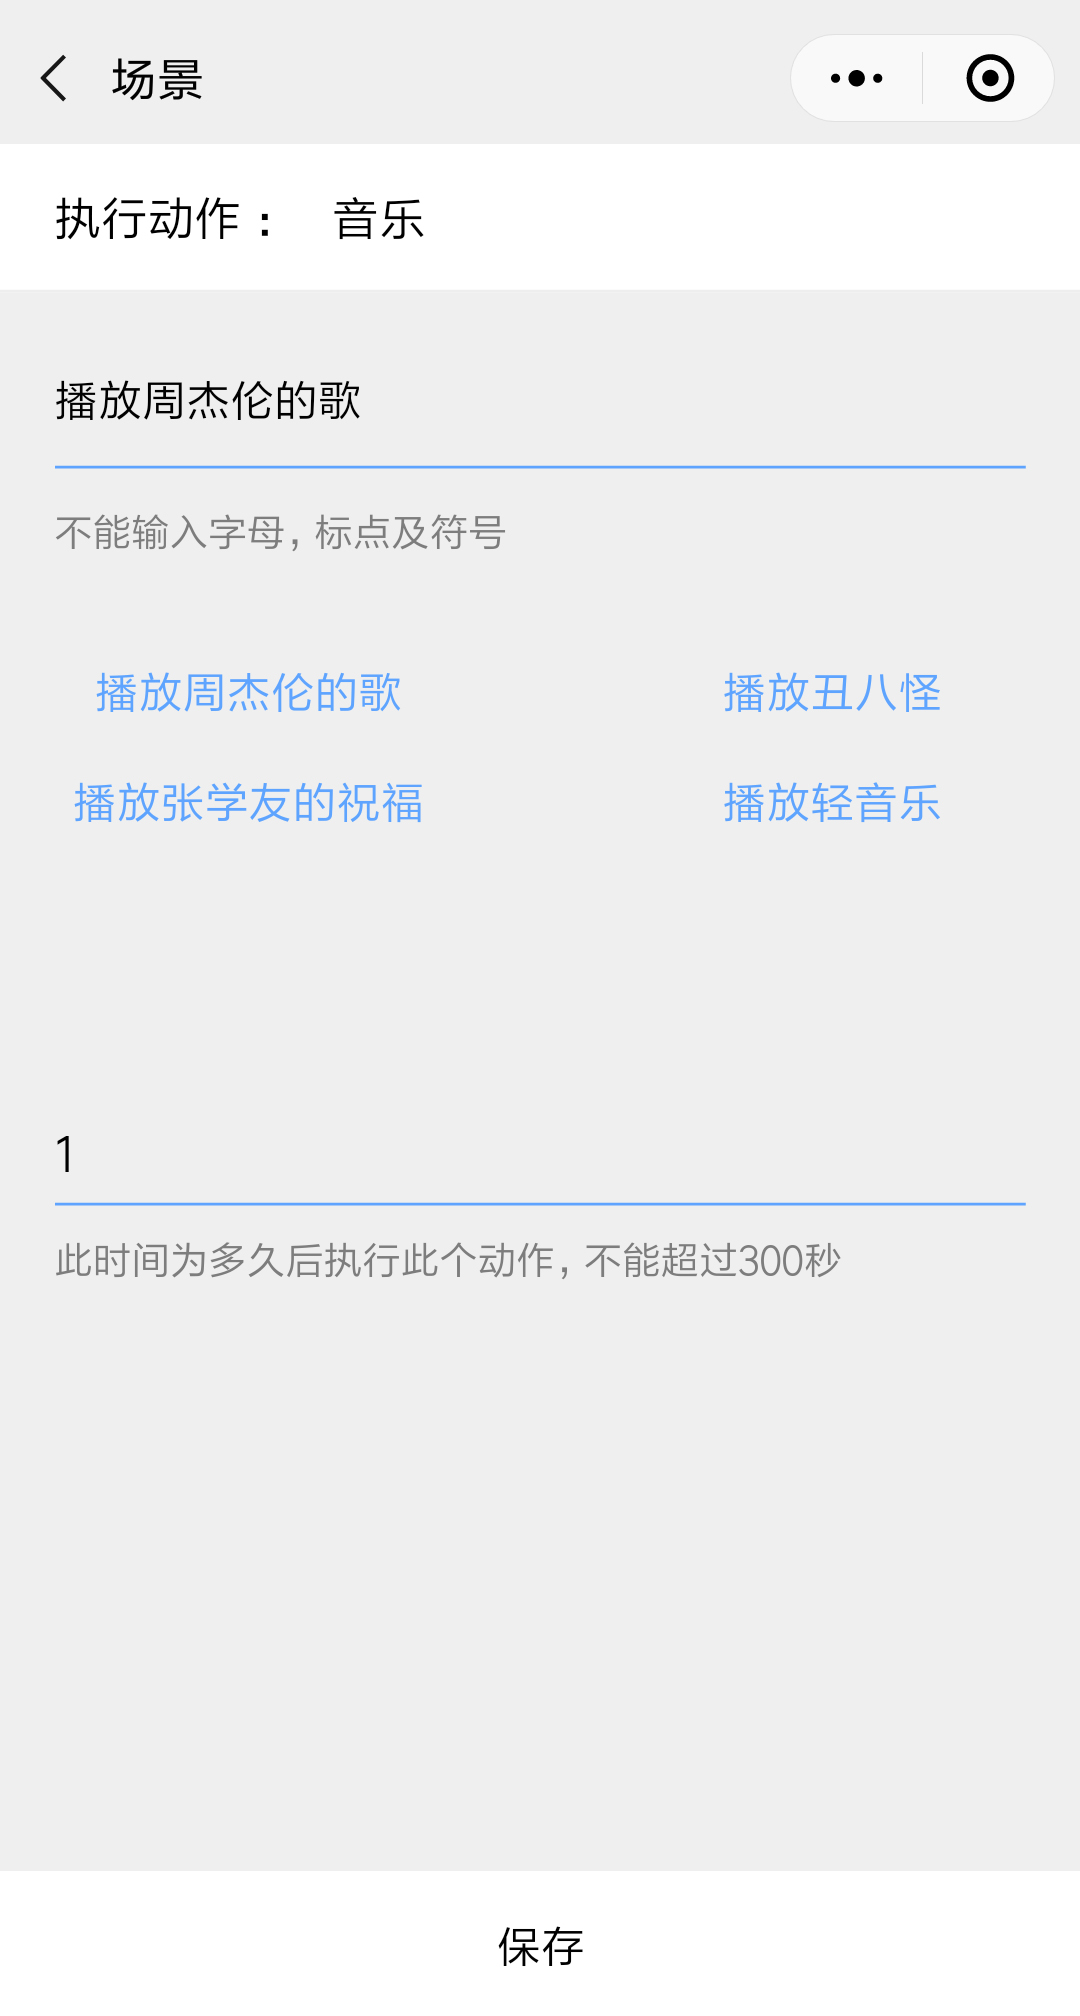 场景
执行动作： 音乐
播放周杰伦的歌
不能输入字母，标点及符号
播放周杰伦的歌 播放丑八怪
播放张学友的祝福 播放轻音乐
1
此时间为多久后执行此个动作，不能超过300秒
保存